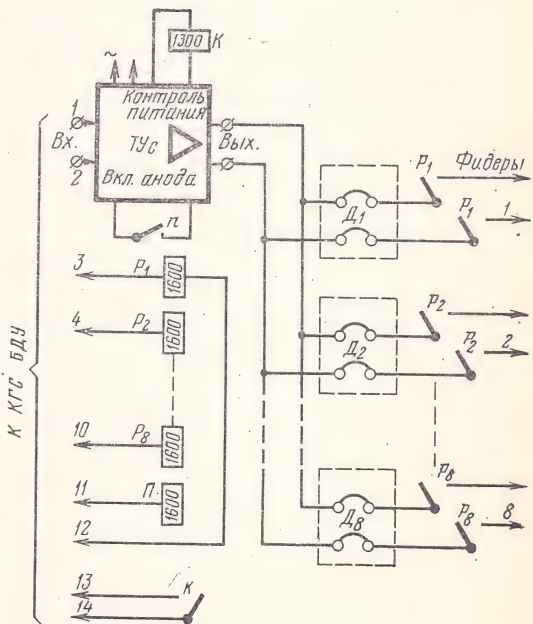 1300 К
~
Контроль питания
1
Вх.
ТУс
Вых.
2
Вкл. анода
п
К КГС БДУ
3 Р1 1600
4 Р2 1600
10 Р8 1600
11 П 1600
12
13 к
14
Р1 Фидеры
Д1 Р1 1
Р2
Д2 Р2 2
Р8
Д8 Р8 8